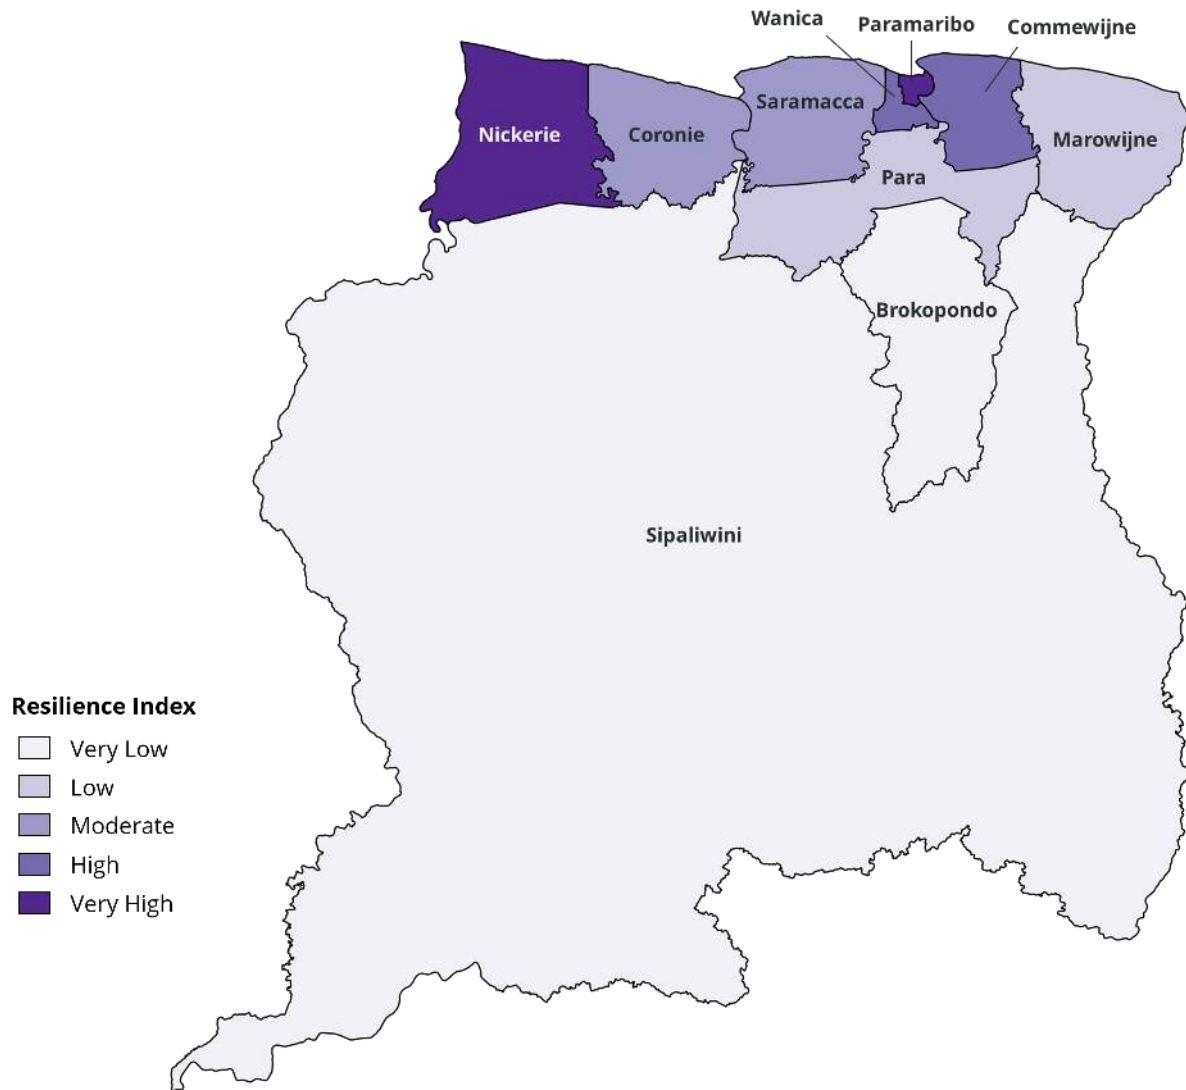 Wanica
Paramaribo
Commewijne
Saramacca
Nickerie
Coronie
Marowijne
Para
Brokopondo
Sipaliwini
Resilience Index
Very Low
Low
Moderate
High
Very High